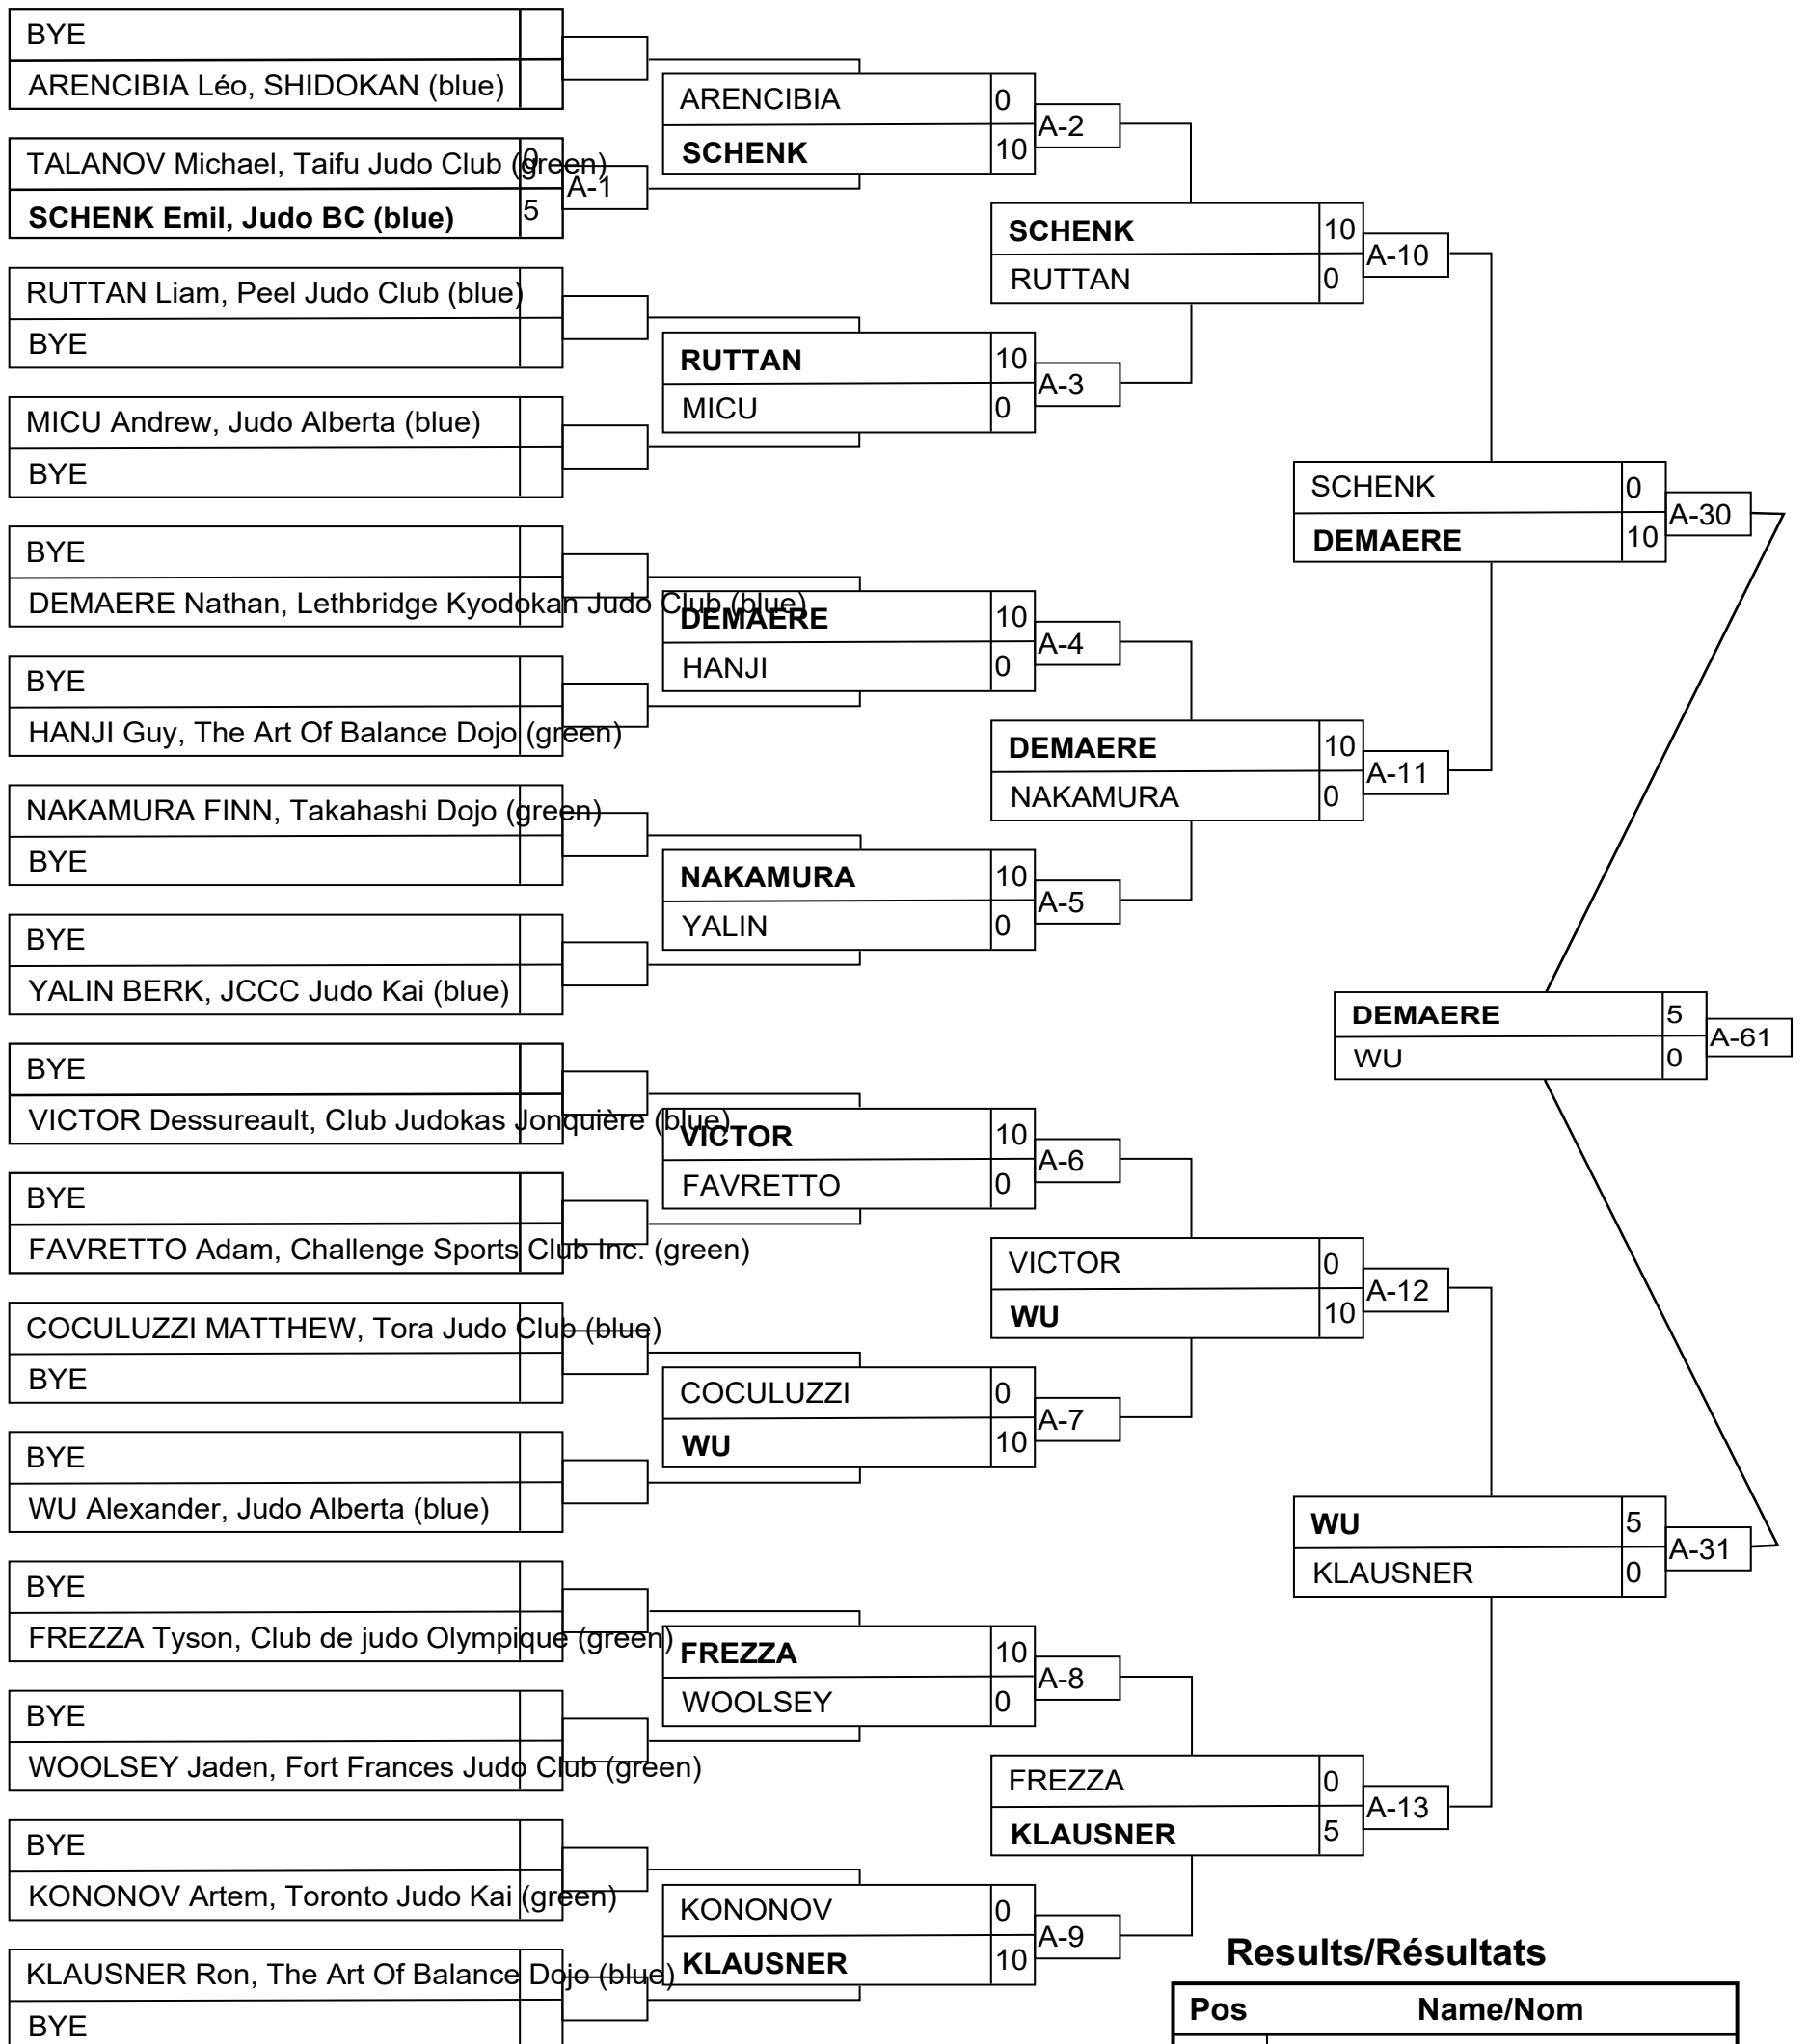 BYE
ARENCIBIA Léo, SHIDOKAN (blue)
TALANOV Michael, Taifu Judo Club (green)
0
SCHENK Emil, Judo BC (blue)
5
A-1
RUTTAN Liam, Peel Judo Club (blue)
BYE
MICU Andrew, Judo Alberta (blue)
BYE
BYE
DEMAERE Nathan, Lethbridge Kyodokan Judo Club (blue)
BYE
HANJI Guy, The Art Of Balance Dojo (green)
NAKAMURA FINN, Takahashi Dojo (green)
BYE
BYE
YALIN BERK, JCCC Judo Kai (blue)
BYE
VICTOR Dessureault, Club Judokas Jonquière (blue)
BYE
FAVRETTO Adam, Challenge Sports Club Inc. (green)
COCULUZZI MATTHEW, Tora Judo Club (blue)
BYE
BYE
WU Alexander, Judo Alberta (blue)
BYE
FREZZA Tyson, Club de judo Olympique (green)
BYE
WOOLSEY Jaden, Fort Frances Judo Club (green)
BYE
KONONOV Artem, Toronto Judo Kai (green)
KLAUSNER Ron, The Art Of Balance Dojo (blue)
BYE
ARENCIBIA 0
SCHENK 10
A-2
RUTTAN 10
MICU 0
A-3
DEMAERE 10
HANJI 0
A-4
NAKAMURA 10
YALIN 0
A-5
VICTOR 10
FAVRETTO 0
A-6
COCULUZZI 0
WU 10
A-7
FREZZA 10
WOOLSEY 0
A-8
KONONOV 0
KLAUSNER 10
A-9
SCHENK 10
RUTTAN 0
A-10
DEMAERE 10
NAKAMURA 0
A-11
VICTOR 0
WU 10
A-12
FREZZA 0
KLAUSNER 5
A-13
SCHENK 0
DEMAERE 10
A-30
WU 5
KLAUSNER 0
A-31
DEMAERE 5
WU 0
A-61
Results/Résultats
Pos Name/Nom